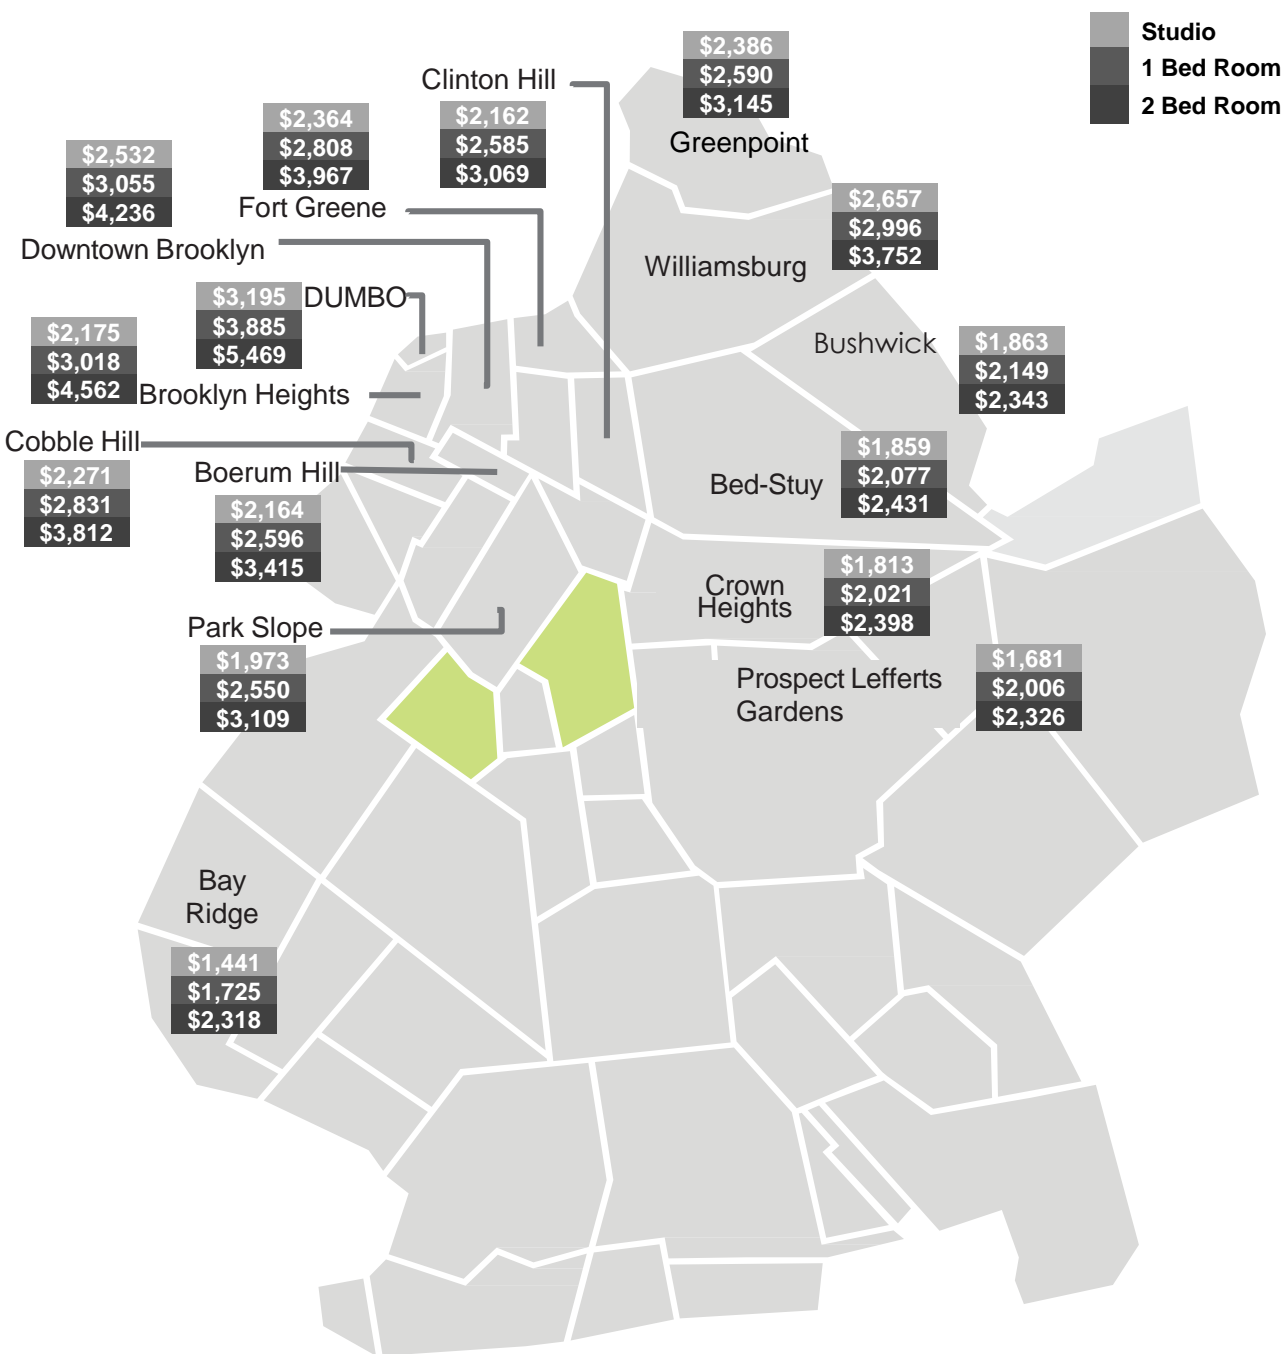 Studio
1 Bed Room
2 Bed Room
$2,386
$2,590
$3,145
Greenpoint
Clinton Hill
$2,162
$2,585
$3,069
$2,364
$2,808
$3,967
Fort Greene
$2,532
$3,055
$4,236
Downtown Brooklyn
$2,657
$2,996
$3,752
Williamsburg
$3,195
$3,885
$5,469
DUMBO
$2,175
$3,018
$4,562
Brooklyn Heights
Bushwick
$1,863
$2,149
$2,343
Cobble Hill
$2,271
$2,831
$3,812
Boerum Hill
$2,164
$2,596
$3,415
Bed-Stuy
$1,859
$2,077
$2,431
Crown
Heights
$1,813
$2,021
$2,398
Park Slope
$1,973
$2,550
$3,109
Prospect Lefferts
Gardens
$1,681
$2,006
$2,326
Bay
Ridge
$1,441
$1,725
$2,318